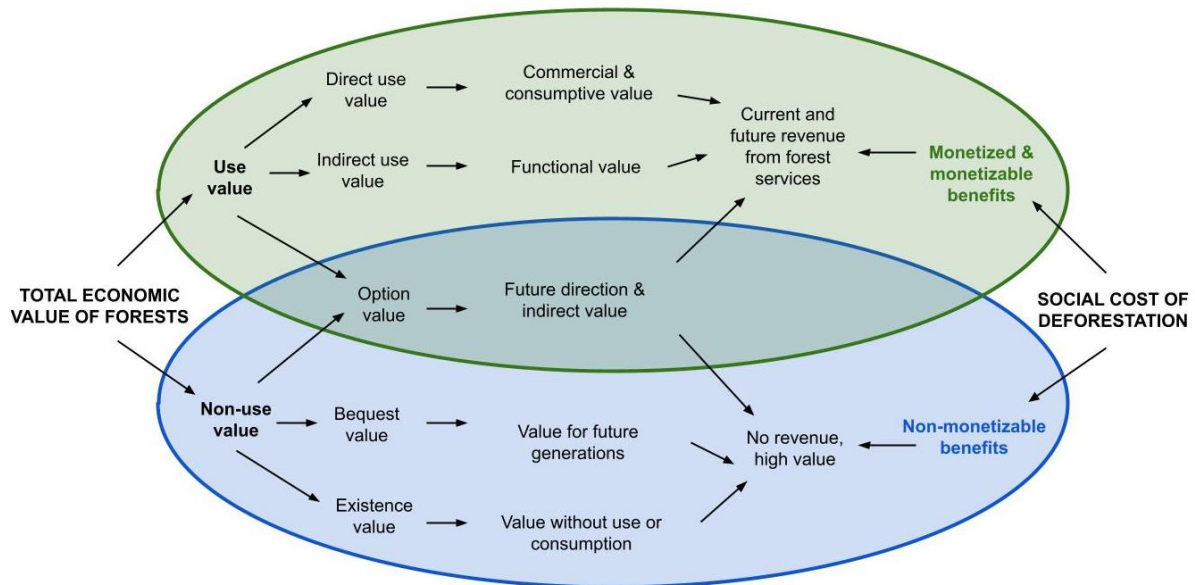 Direct use
value
Commercial &
consumptive value
Current and
future revenue
from forest
services
Use
value
Indirect use
value
Functional value
Monetized &
monetizable
benefits
TOTAL ECONOMIC
VALUE OF FORESTS
Option
value
Future direction &
indirect value
SOCIAL COST OF
DEFORESTATION
Non-use
value
Bequest
value
Value for future
generations
No revenue,
high value
Non-monetizable
benefits
Existence
value
Value without use or
consumption